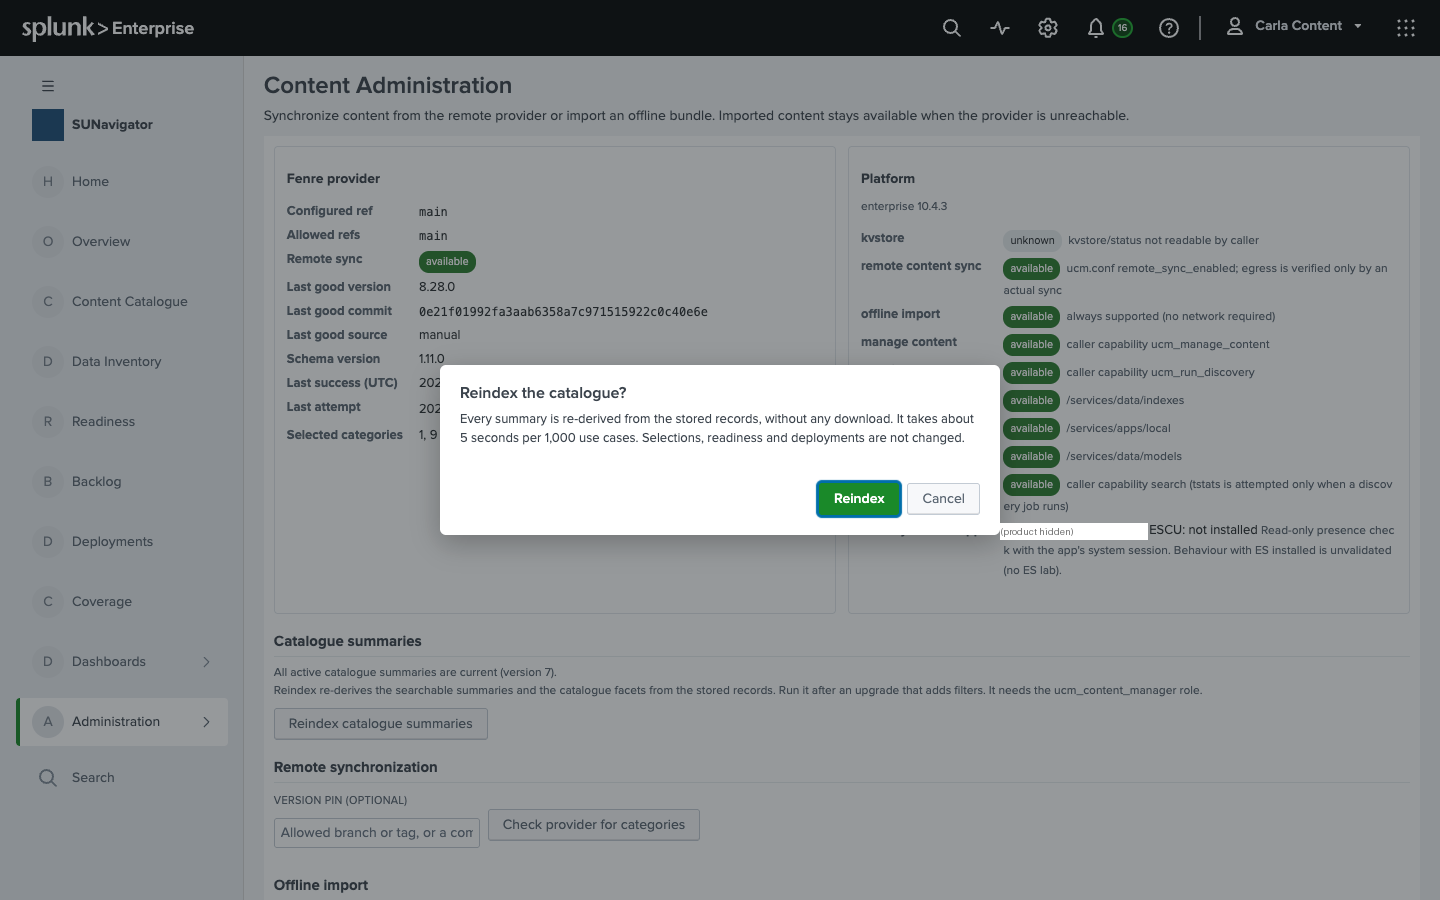 splunk>Enterprise
16
Carla Content
SUNavigator
H Home
O Overview
C Content Catalogue
D Data Inventory
R Readiness
B Backlog
D Deployments
C Coverage
D Dashboards
A Administration
Search
Content Administration
Synchronize content from the remote provider or import an offline bundle. Imported content stays available when the provider is unreachable.
Fenre provider
Configured ref main
Allowed refs main
Remote sync available
Last good version 8.28.0
Last good commit 0e21f01992fa3aab6358a7c971515922c0c40e6e
Last good source manual
Schema version 1.11.0
Last success (UTC) 202
Last attempt 202
Selected categories 1, 9
Platform
enterprise 10.4.3
kvstore unknown kvstore/status not readable by caller
remote content sync available ucm.conf remote_sync_enabled; egress is verified only by an
actual sync
offline import available always supported (no network required)
manage content available caller capability ucm_manage_content
available caller capability ucm_run_discovery
available /services/data/indexes
available /services/apps/local
available /services/data/models
available caller capability search (tstats is attempted only when a discov
ery job runs)
(product hidden) ESCU: not installed Read-only presence chec
k with the app's system session. Behaviour with ES installed is unvalidated
(no ES lab).
Reindex the catalogue?
Every summary is re-derived from the stored records, without any download. It takes about
5 seconds per 1,000 use cases. Selections, readiness and deployments are not changed.
Reindex Cancel
Catalogue summaries
All active catalogue summaries are current (version 7).
Reindex re-derives the searchable summaries and the catalogue facets from the stored records. Run it after an upgrade that adds filters. It needs the ucm_content_manager role.
Reindex catalogue summaries
Remote synchronization
VERSION PIN (OPTIONAL)
Allowed branch or tag, or a com
Check provider for categories
Offline import